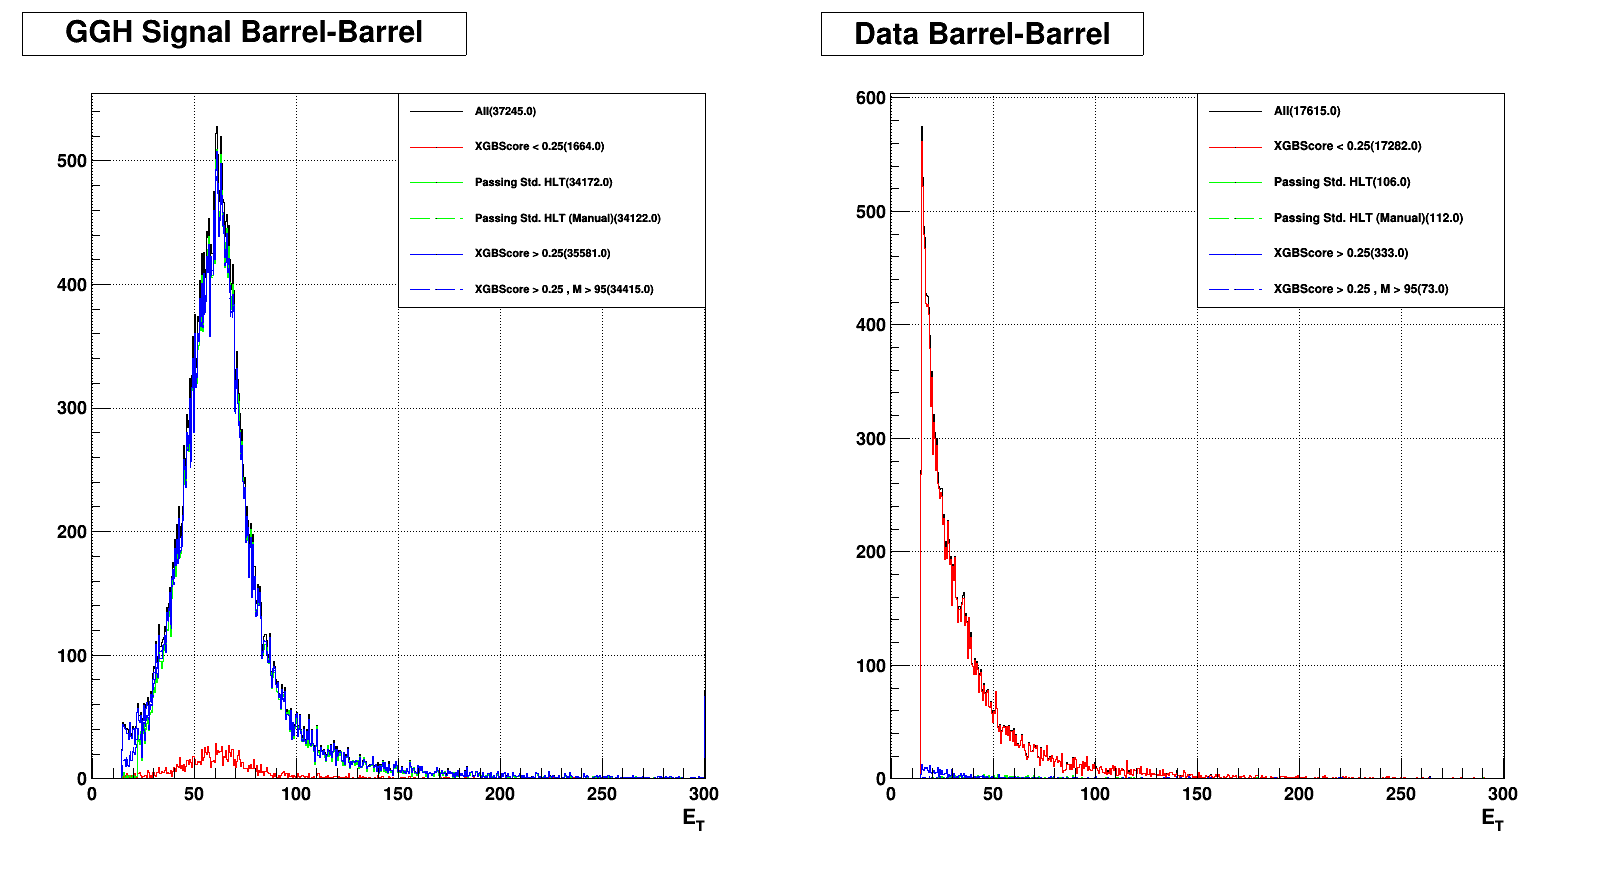 GGH Signal Barrel-Barrel
All(37245.0)
XGBScore < 0.25(1664.0)
Passing Std. HLT(34172.0)
Passing Std. HLT (Manual)(34122.0)
XGBScore > 0.25(35581.0)
XGBScore > 0.25 , M > 95(34415.0)
500
400
300
200
100
0
0 50 100 150 200 250 300
E_T
Data Barrel-Barrel
All(17615.0)
XGBScore < 0.25(17282.0)
Passing Std. HLT(106.0)
Passing Std. HLT (Manual)(112.0)
XGBScore > 0.25(333.0)
XGBScore > 0.25 , M > 95(73.0)
600
500
400
300
200
100
0
0 50 100 150 200 250 300
E_T